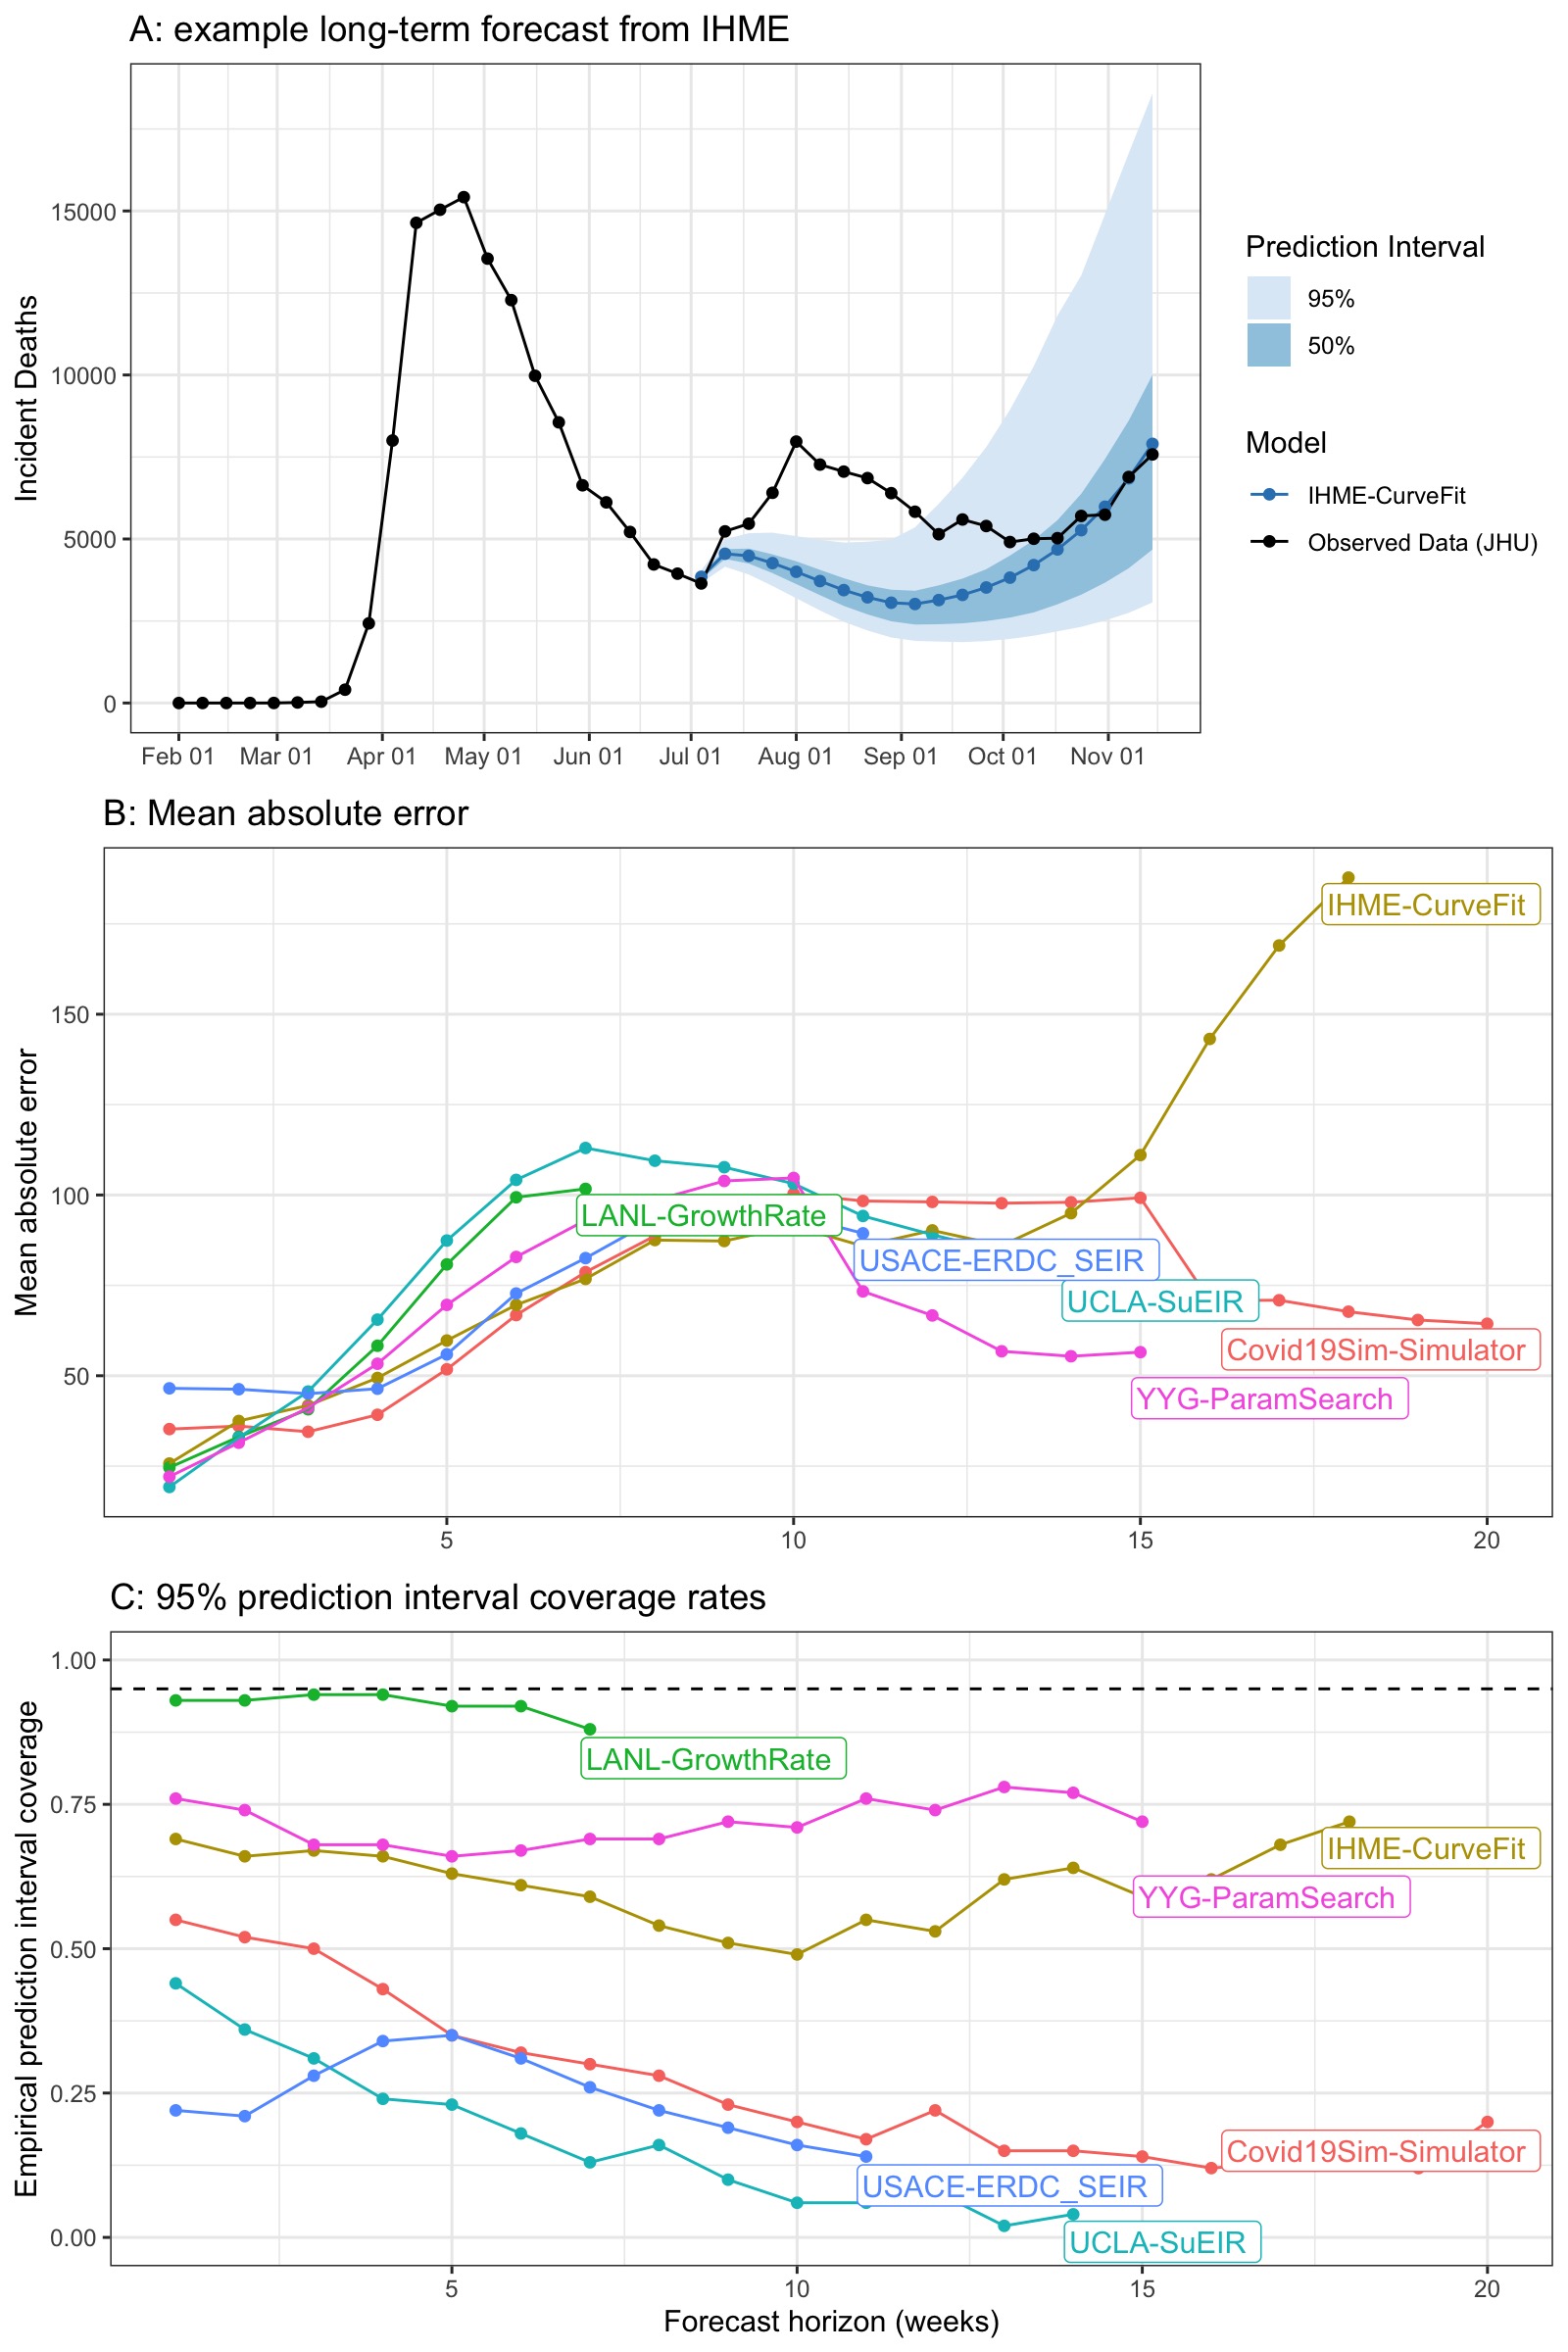 A: example long-term forecast from IHME
Incident Deaths
15000
10000
5000
0
Feb 01 Mar 01 Apr 01 May 01 Jun 01 Jul 01 Aug 01 Sep 01 Oct 01 Nov 01
Prediction Interval
95%
50%
Model
IHME-CurveFit
Observed Data (JHU)
B: Mean absolute error
Mean absolute error
150
100
50
IHME-CurveFit
LANL-GrowthRate
USACE-ERDC_SEIR
UCLA-SuEIR
Covid19Sim-Simulator
YYG-ParamSearch
5 10 15 20
C: 95% prediction interval coverage rates
Empirical prediction interval coverage
1.00
0.75
0.50
0.25
0.00
LANL-GrowthRate
IHME-CurveFit
YYG-ParamSearch
Covid19Sim-Simulator
USACE-ERDC_SEIR
UCLA-SuEIR
5 10 15 20
Forecast horizon (weeks)